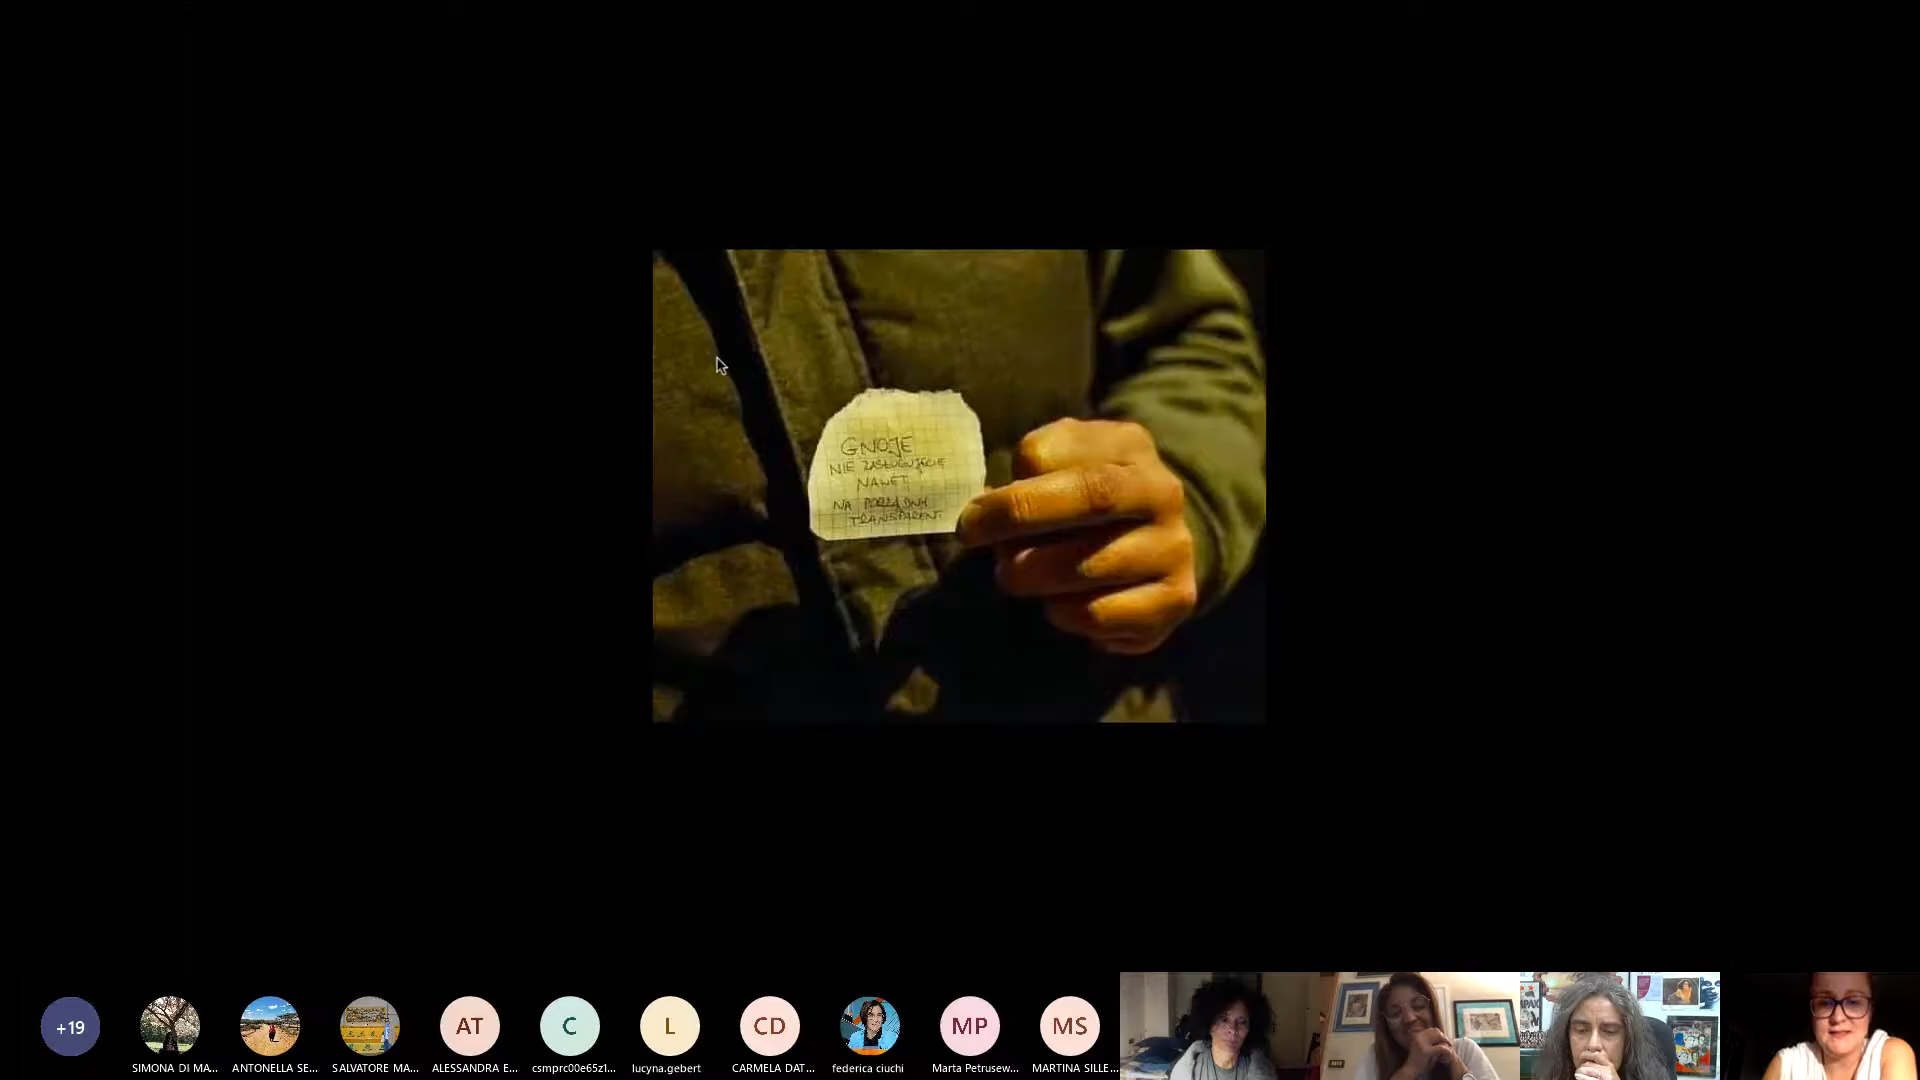 GNOJE
NIE ZASŁUGUJECIE
NAWET
NA PORZĄDNY
TRANSPARENT
+19
AT
C
L
CD
MP
MS
SIMONA DI MA...
ANTONELLA SE...
SALVATORE MA...
ALESSANDRA E...
csmprc00e65z1...
lucyna.gebert
CARMELA DAT...
federica ciuchi
Marta Petrusew...
MARTINA SILLE...